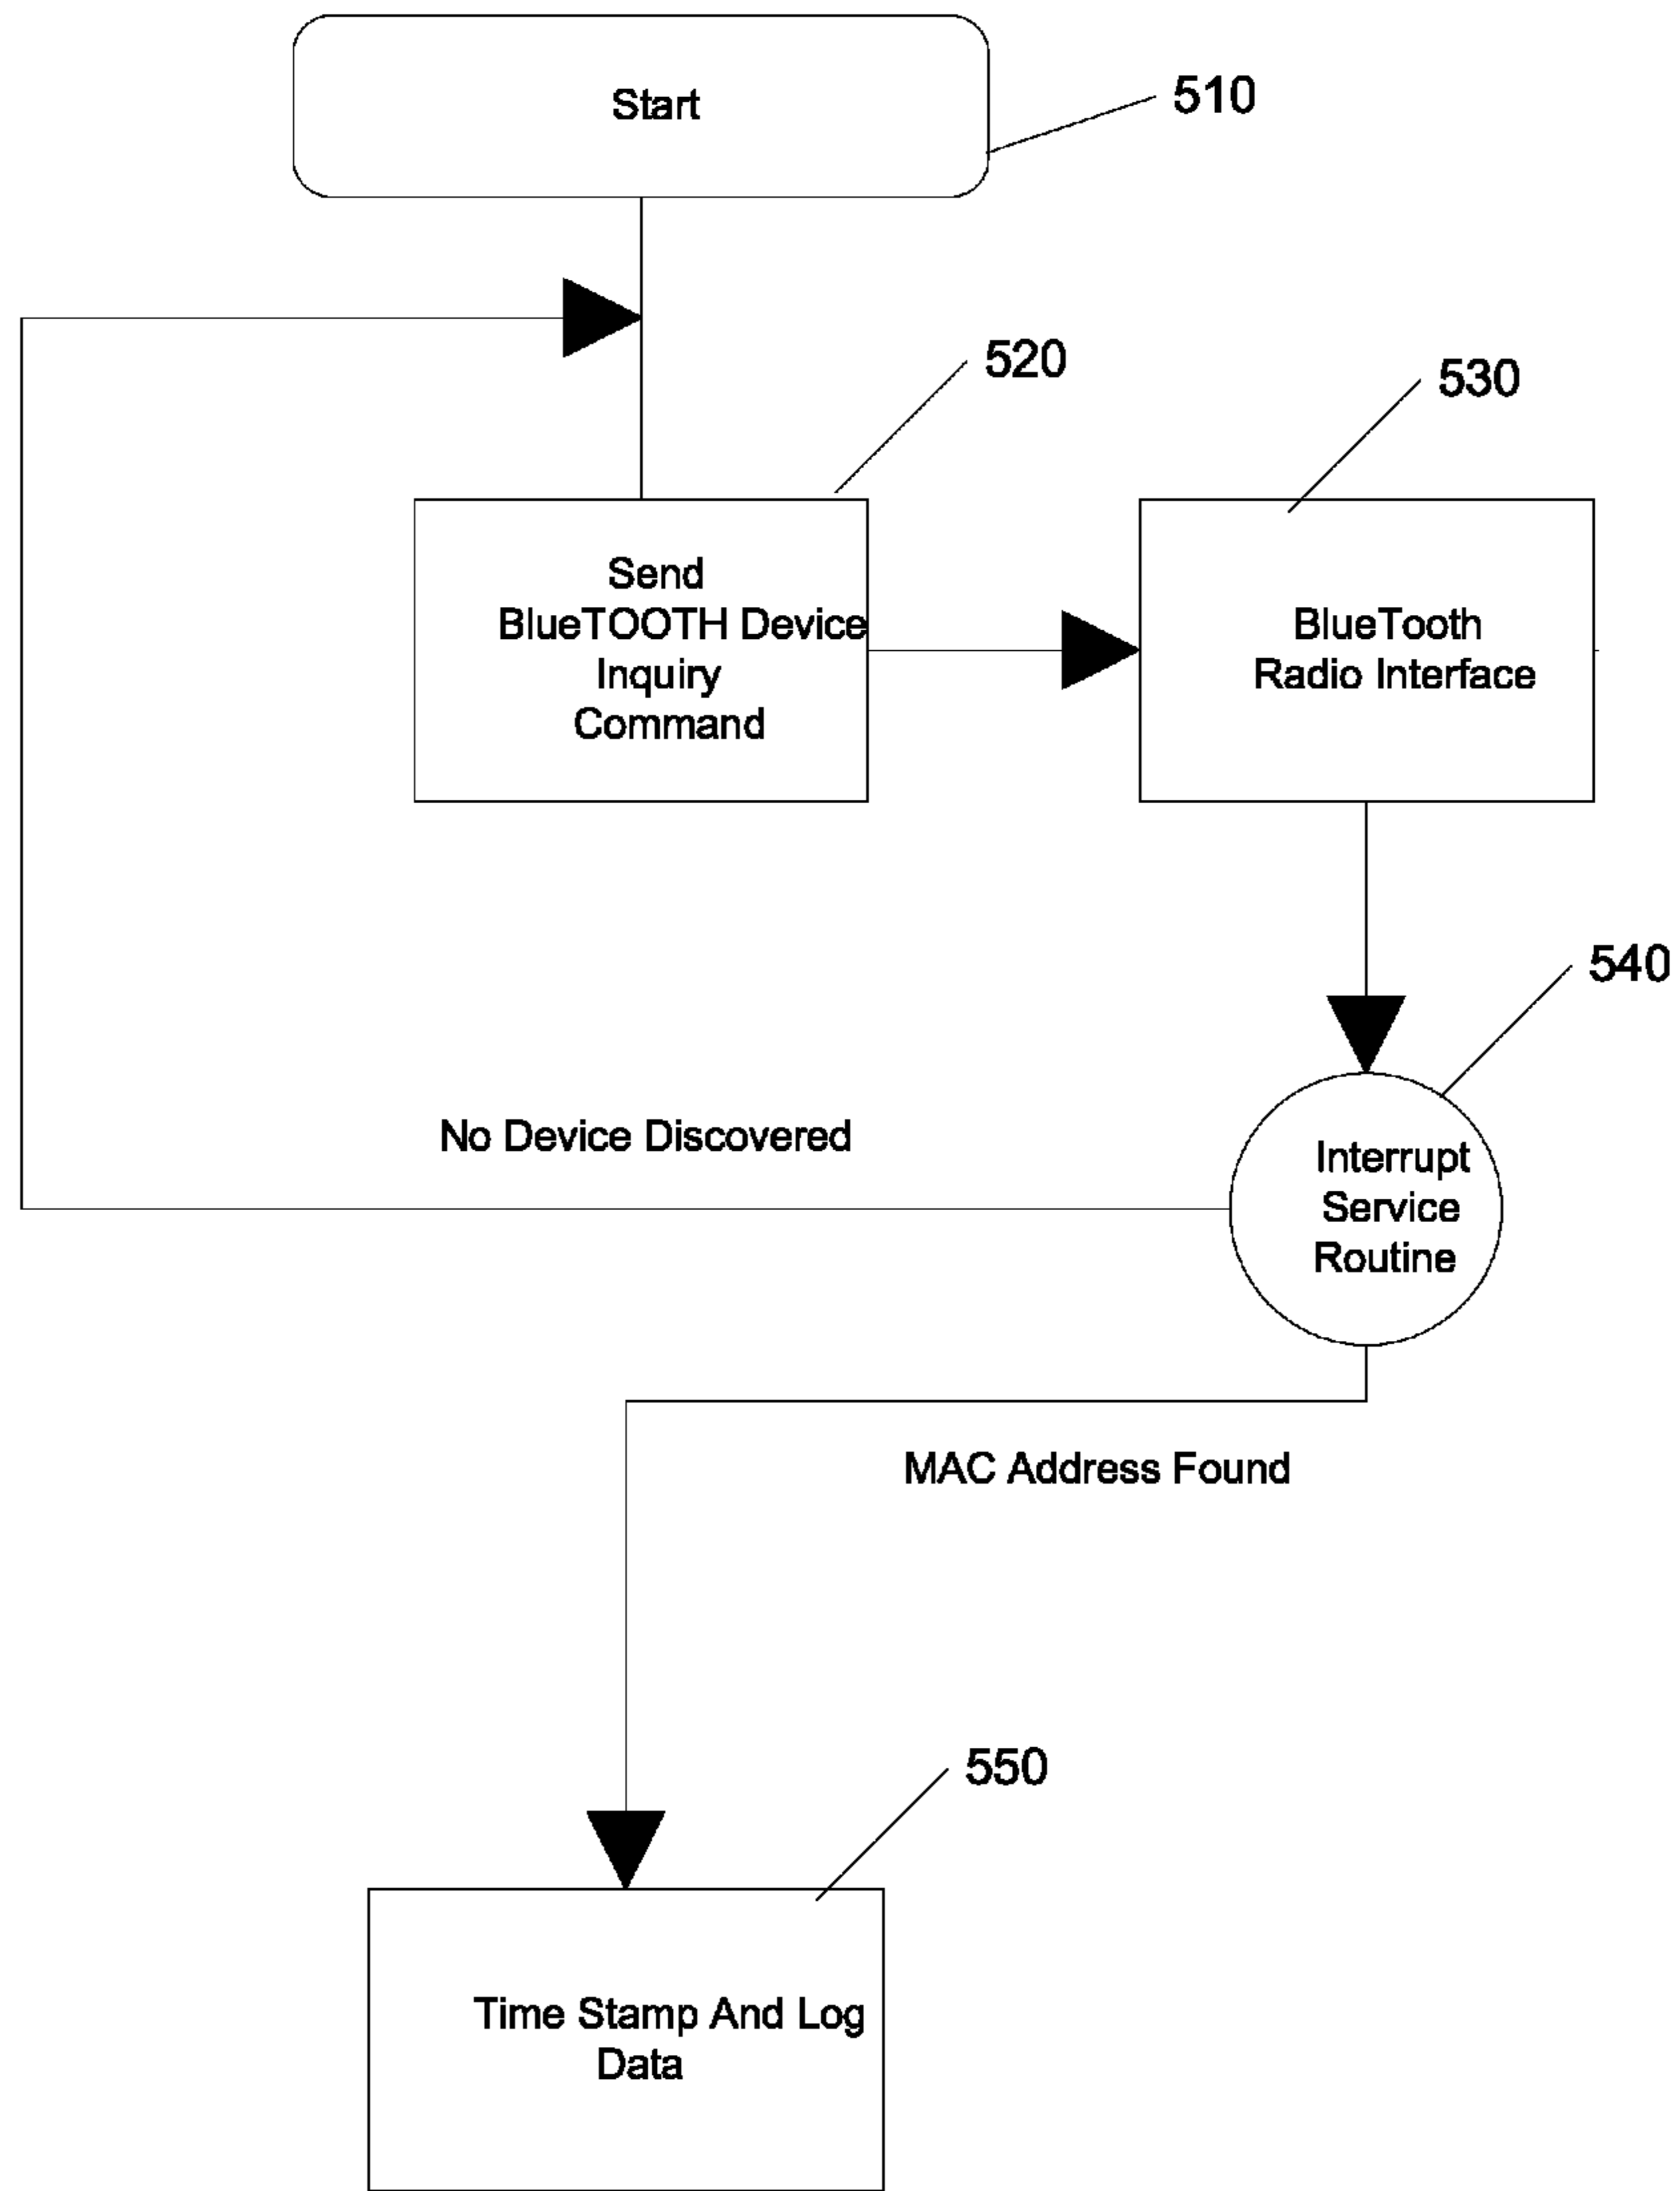 Start
510
520
530
Send
BlueTOOTH Device
Inquiry
Command
BlueTooth
Radio Interface
540
No Device Discovered
Interrupt
Service
Routine
MAC Address Found
550
Time Stamp And Log
Data